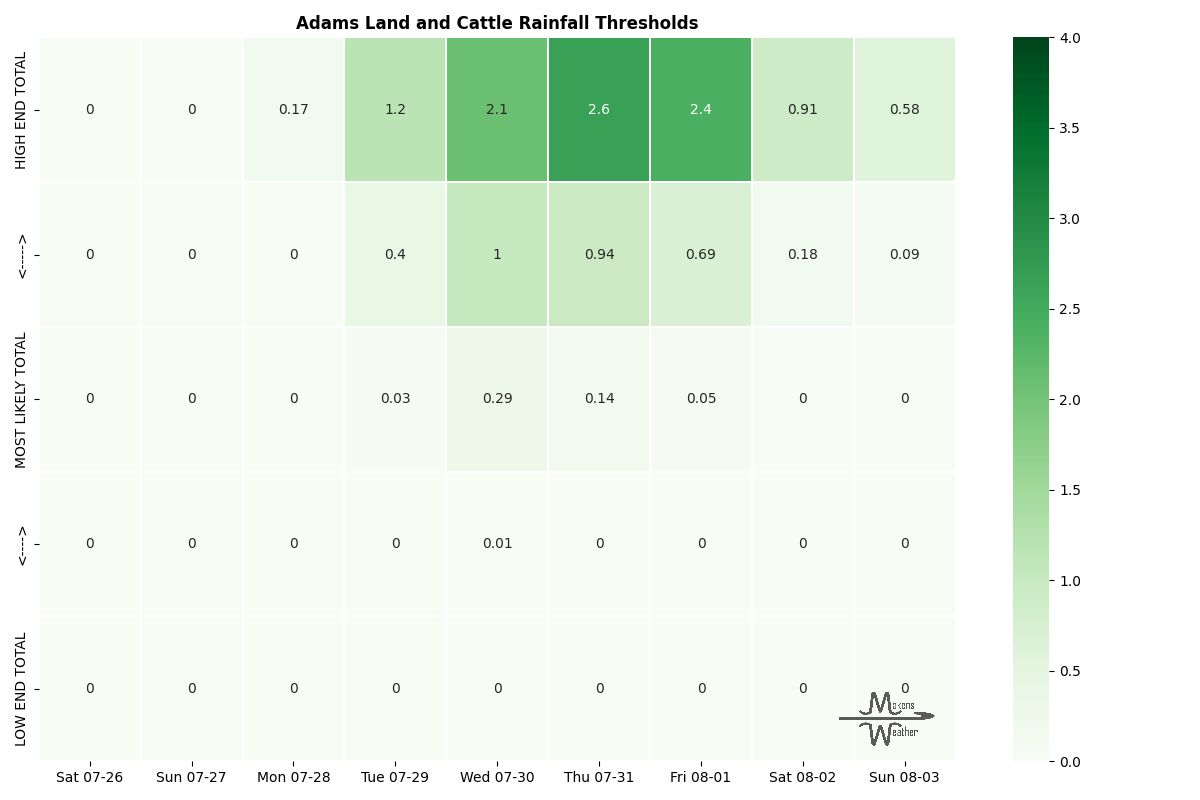 Adams Land and Cattle Rainfall Thresholds
HIGH END TOTAL
0 0 0.17 1.2 2.1 2.6 2.4 0.91 0.58
<----->
0 0 0 0.4 1 0.94 0.69 0.18 0.09
MOST LIKELY TOTAL
0 0 0 0.03 0.29 0.14 0.05 0 0
<---->
0 0 0 0 0.01 0 0 0 0
LOW END TOTAL
0 0 0 0 0 0 0 0 0
Makens
Weather
Sat 07-26 Sun 07-27 Mon 07-28 Tue 07-29 Wed 07-30 Thu 07-31 Fri 08-01 Sat 08-02 Sun 08-03
4.0
3.5
3.0
2.5
2.0
1.5
1.0
0.5
0.0